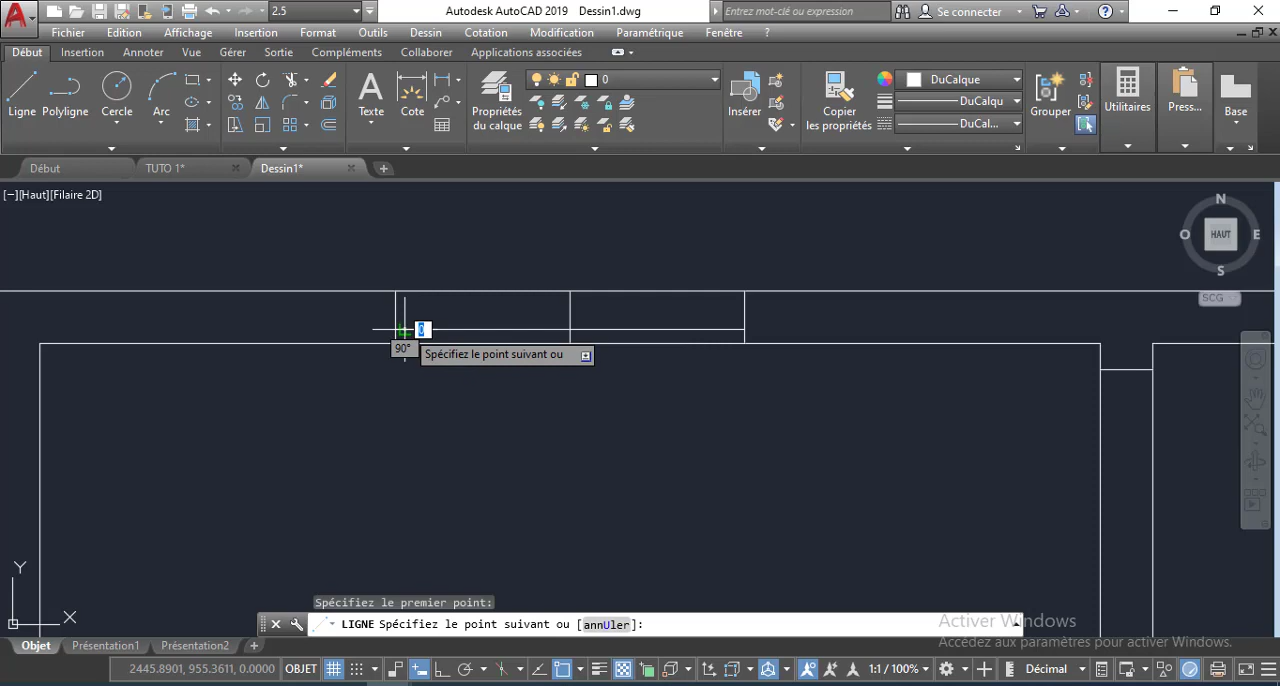 2.5 Autodesk AutoCAD 2019 Dessin1.dwg Entrez mot-clé ou expression Se connecter
Fichier Edition Affichage Insertion Format Outils Dessin Cotation Modification Paramétrique Fenêtre ?
Début Insertion Annoter Vue Gérer Sortie Compléments Collaborer Applications associées
0
DuCalque
DuCalqu
DuCal...
Ligne Polyligne Cercle Arc Texte Cote Propriétés du calque Insérer Copier les propriétés Grouper Utilitaires Press... Base
Début TUTO 1* Dessin1*
[−][Haut][Filaire 2D]
N
O HAUT E
S
SCG
0
90° Spécifiez le point suivant ou
Y
X
Spécifiez le premier point:
LIGNE Spécifiez le point suivant ou [annUler]:
Activer Windows
Accédez aux paramètres pour activer Windows.
Objet Présentation1 Présentation2 +
2445.8901, 955.3611, 0.0000 OBJET 1:1 / 100% Décimal